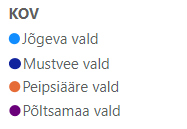 KOV
Jõgeva vald
Mustvee vald
Peipsiääre vald
Põltsamaa vald